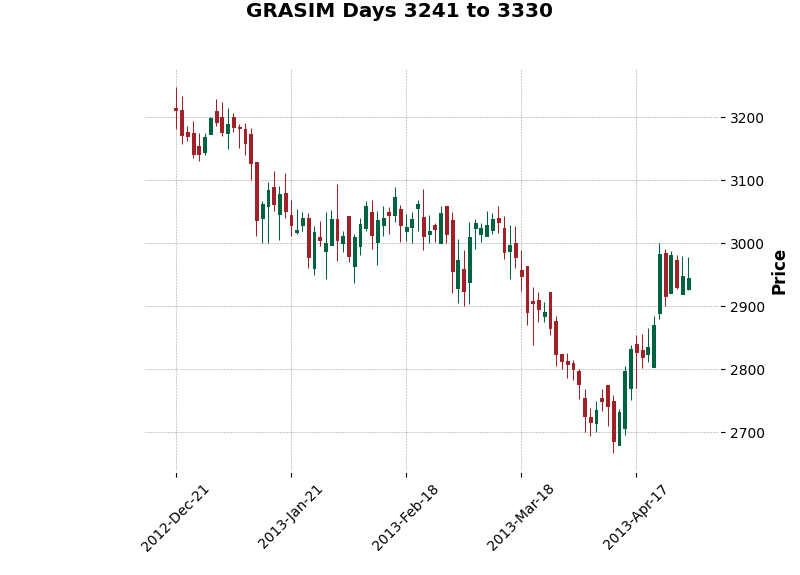 GRASIM Days 3241 to 3330
3200
3100
3000
2900
2800
2700
Price
2012-Dec-21
2013-Jan-21
2013-Feb-18
2013-Mar-18
2013-Apr-17